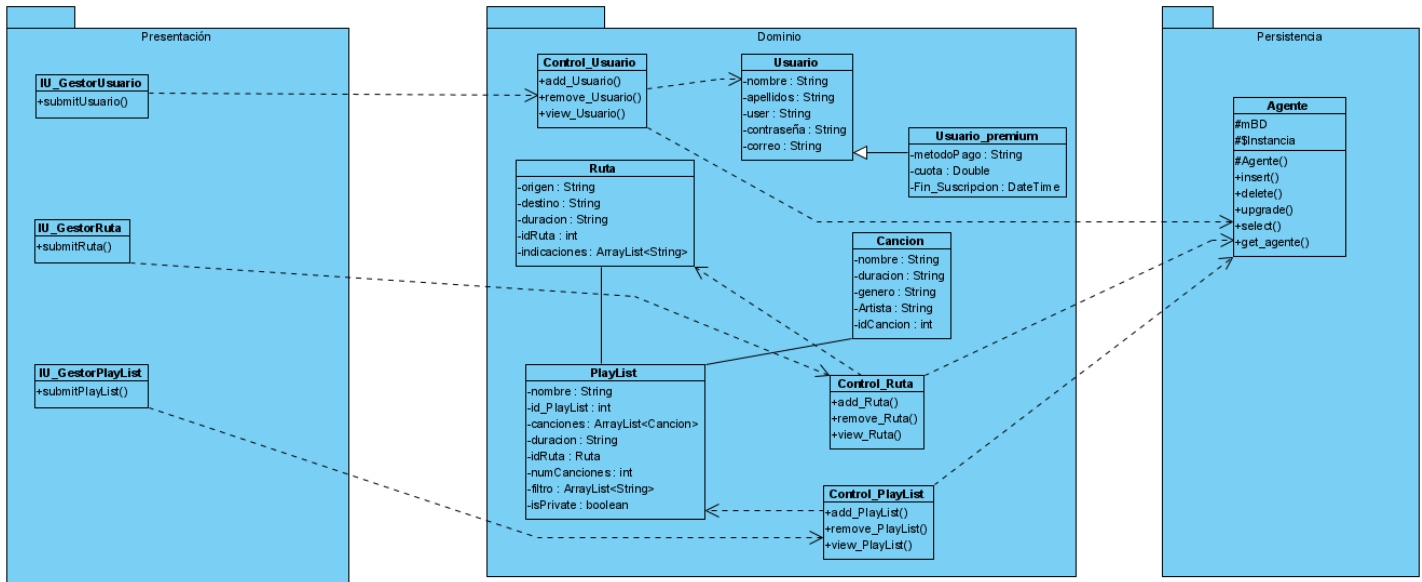 Presentación
IU_GestorUsuario
+submitUsuario()
IU_GestorRuta
+submitRuta()
IU_GestorPlayList
+submitPlayList()
Dominio
Control_Usuario
+add_Usuario()
+remove_Usuario()
+view_Usuario()
Usuario
-nombre : String
-apellidos : String
-user : String
-contraseña : String
-correo : String
Usuario_premium
-metodoPago : String
-cuota : Double
-Fin_Suscripcion : DateTime
Ruta
-origen : String
-destino : String
-duracion : String
-idRuta : int
-indicaciones : ArrayList<String>
Cancion
-nombre : String
-duracion : String
-genero : String
-Artista : String
-idCancion : int
PlayList
-nombre : String
-id_PlayList : int
-canciones : ArrayList<Cancion>
-duracion : String
-idRuta : Ruta
-numCanciones : int
-filtro : ArrayList<String>
-isPrivate : boolean
Control_Ruta
+add_Ruta()
+remove_Ruta()
+view_Ruta()
Control_PlayList
+add_PlayList()
+remove_PlayList()
+view_PlayList()
Persistencia
Agente
#mBD
#$Instancia
#Agente()
+insert()
+delete()
+upgrade()
+select()
+get_agente()